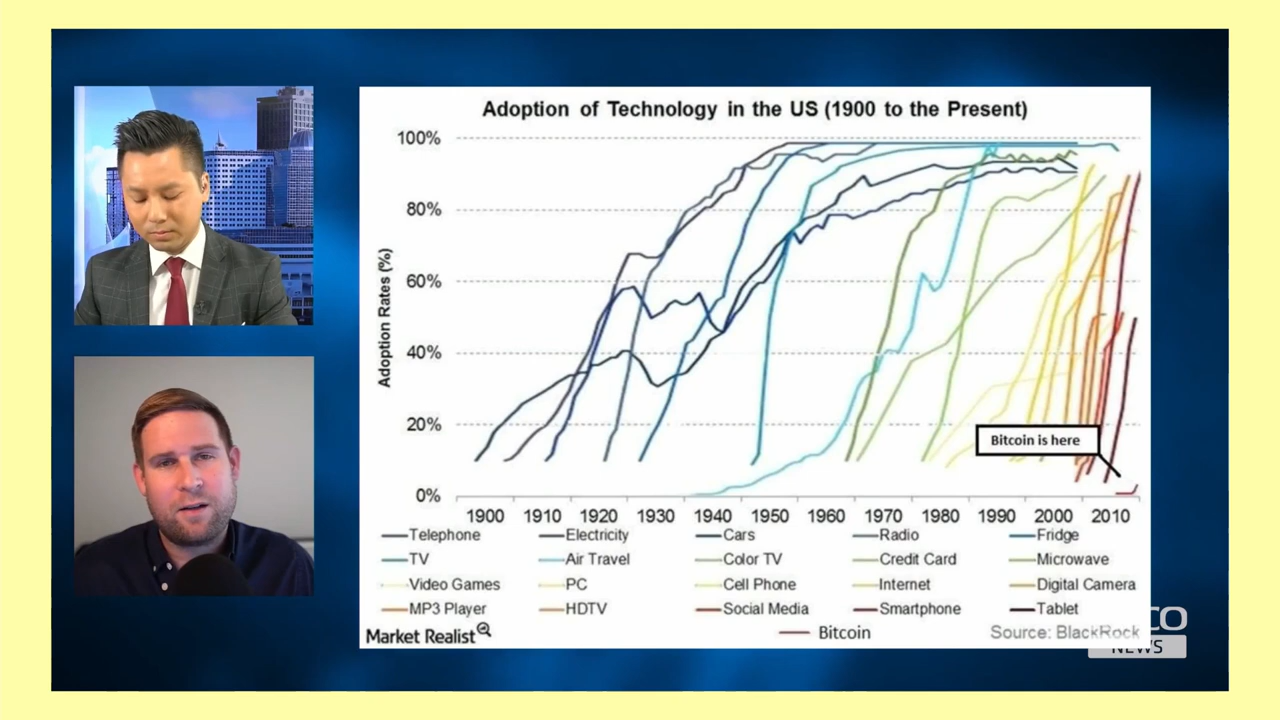 Adoption of Technology in the US (1900 to the Present)
100%
80%
60%
40%
20%
0%
Adoption Rates (%)
Bitcoin is here
1900 1910 1920 1930 1940 1950 1960 1970 1980 1990 2000 2010
Telephone Electricity Cars Radio Fridge
TV Air Travel Color TV Credit Card Microwave
Video Games PC Cell Phone Internet Digital Camera
MP3 Player HDTV Social Media Smartphone Tablet
Bitcoin
Market Realist
Source: BlackRock
CO
NEWS